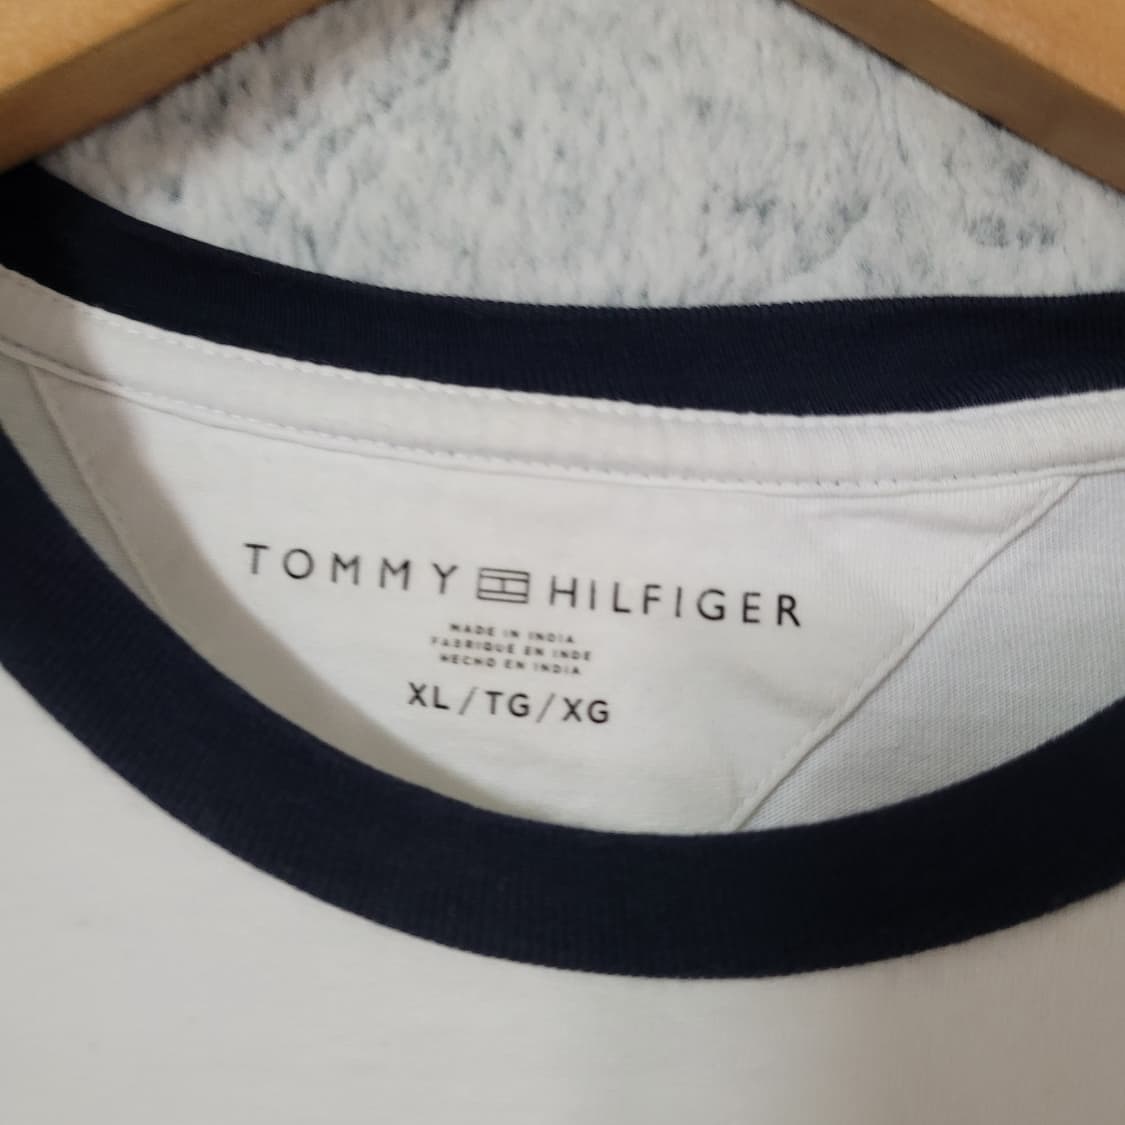 TOMMY HILFIGER
MADE IN INDIA
FABRIQUÉ EN INDE
HECHO EN INDIA
XL/TG/XG